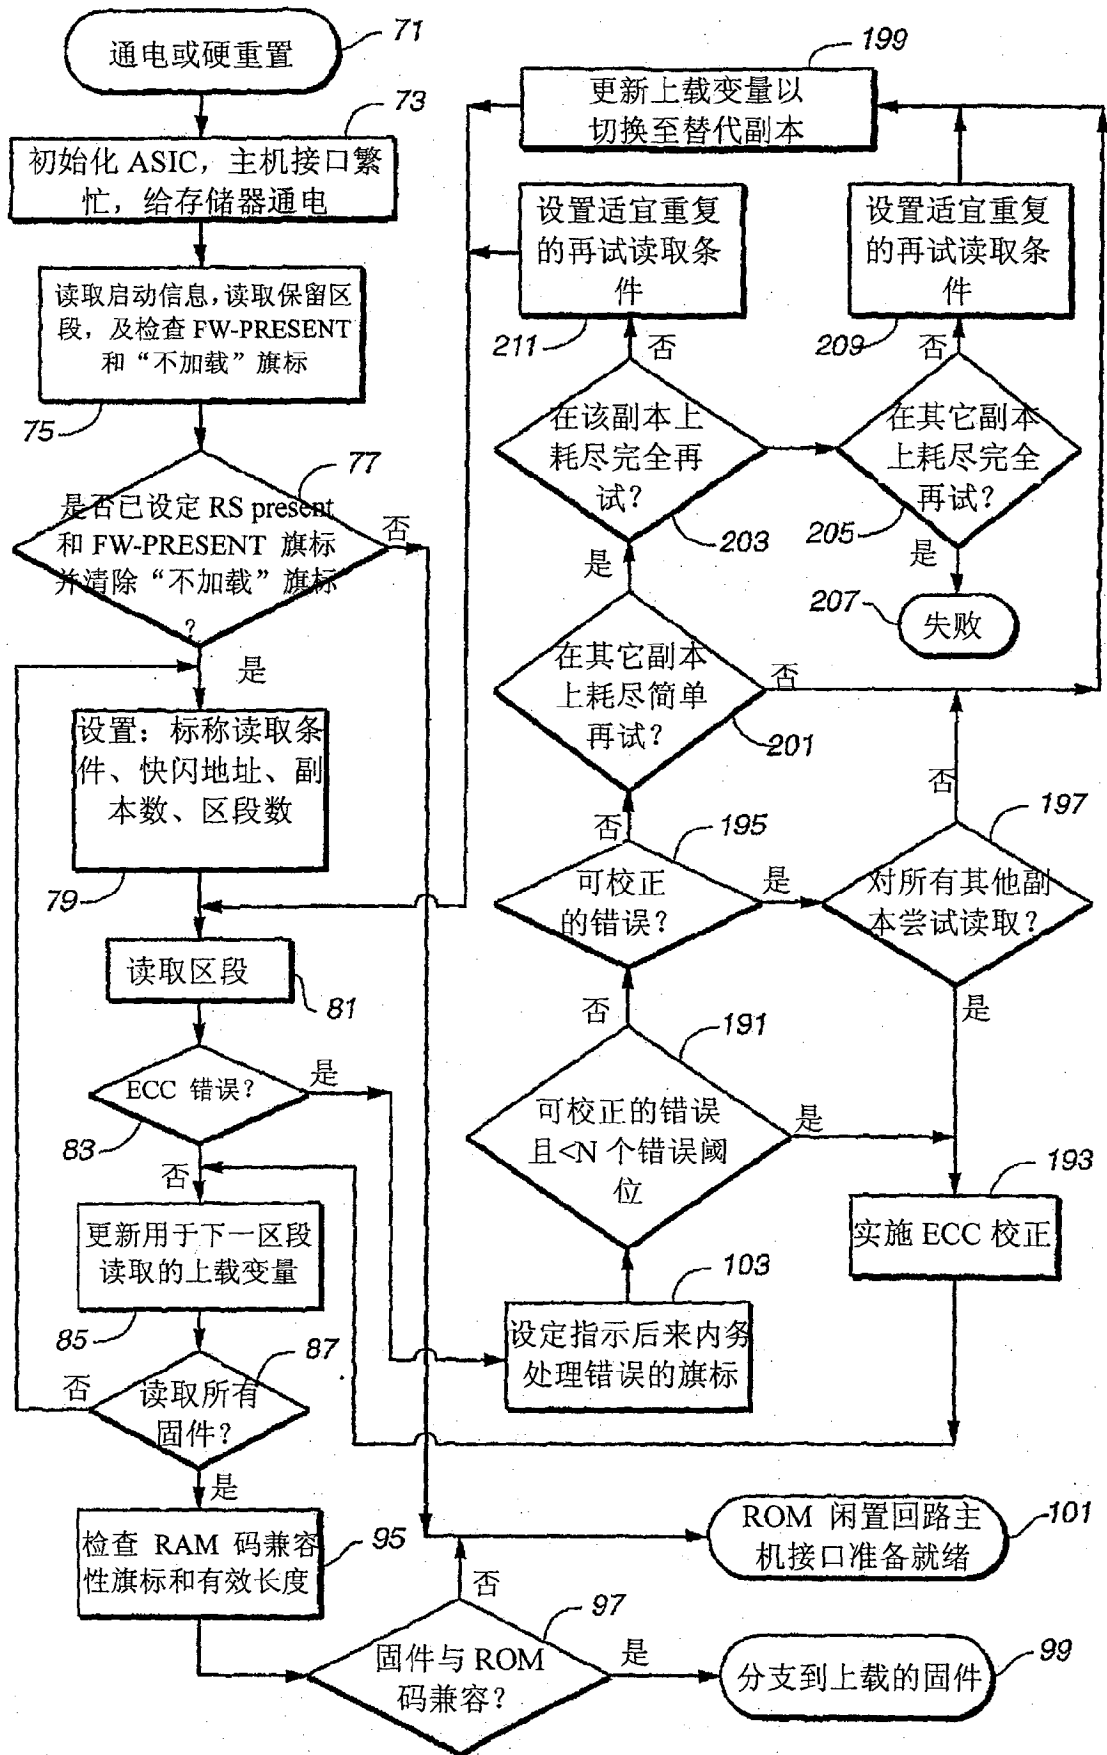 通电或硬重置
71
73
初始化 ASIC，主机接口繁
忙，给存储器通电
读取启动信息，读取保留区
段，及检查 FW-PRESENT
和“不加载”旗标
75
77
是否已设定 RS present
和 FW-PRESENT 旗标
并清除“不加载”旗标
？
否
是
设置：标称读取条
件、快闪地址、副
本数、区段数
79
读取区段
81
ECC 错误？
是
83
否
更新用于下一区段
读取的上载变量
85
87
否
读取所有
固件？
是
检查 RAM 码兼容
性旗标和有效长度
95
否
97
固件与 ROM
码兼容？
是
分支到上载的固件
99
ROM 闲置回路主
机接口准备就绪
101
199
更新上载变量以
切换至替代副本
设置适宜重复
的再试读取条
件
211
否
设置适宜重复
的再试读取条
件
209
否
在该副本上
耗尽完全再
试？
203
是
在其它副本
上耗尽完全
再试？
205
是
207
失败
在其它副本
上耗尽简单
再试？
201
否
否
195
可校正
的错误？
是
否
197
对所有其他副
本尝试读取？
是
否
191
可校正的错误
且<N 个错误阈
位
是
193
实施 ECC 校正
103
设定指示后来内务
处理错误的旗标